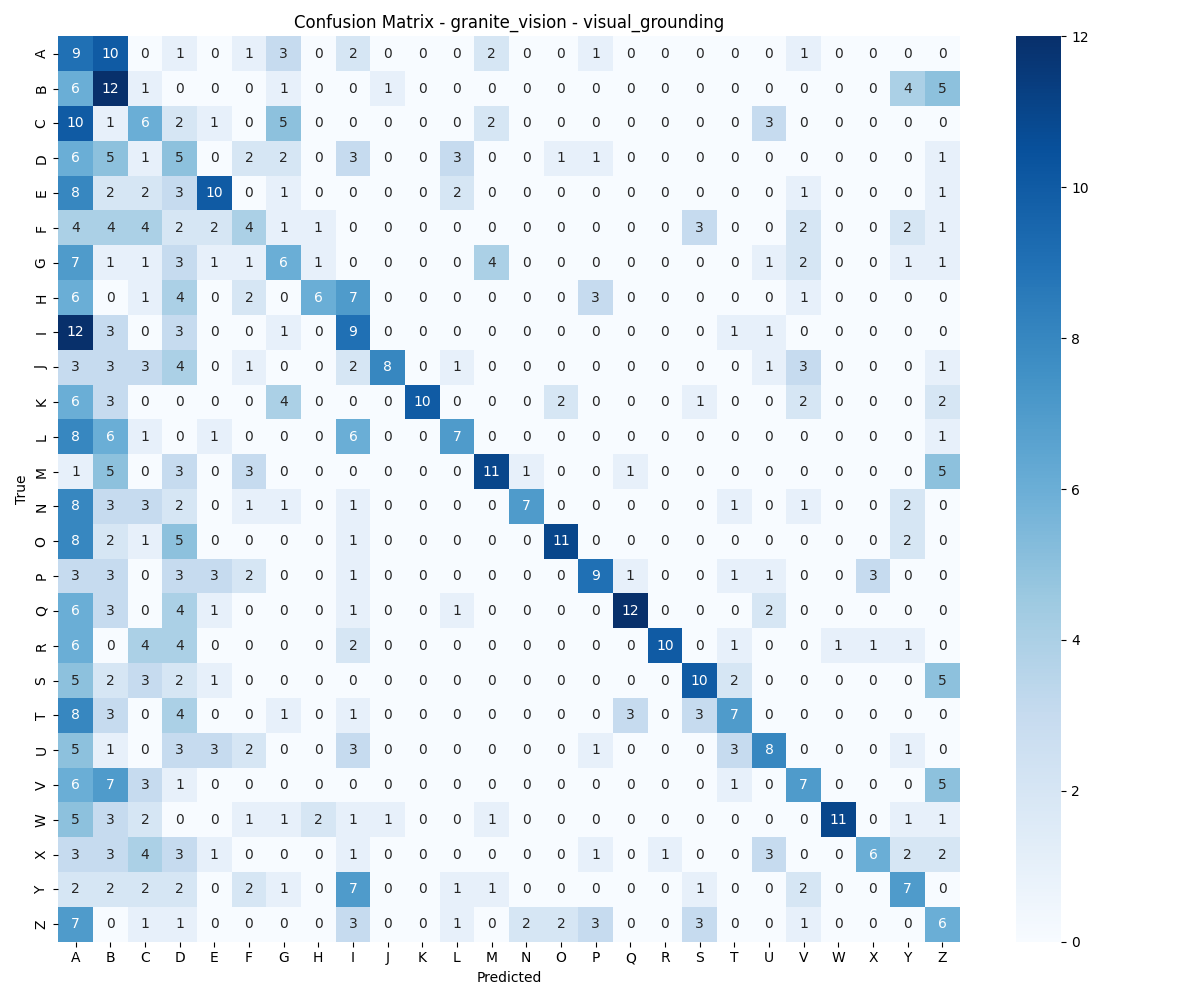 Confusion Matrix - granite_vision - visual_grounding
A 9 10 0 1 0 1 3 0 2 0 0 0 2 0 0 1 0 0 0 0 0 1 0 0 0 0
B 6 12 1 0 0 0 1 0 0 1 0 0 0 0 0 0 0 0 0 0 0 0 0 0 4 5
C 10 1 6 2 1 0 5 0 0 0 0 0 2 0 0 0 0 0 0 0 3 0 0 0 0 0
D 6 5 1 5 0 2 2 0 3 0 0 3 0 0 1 1 0 0 0 0 0 0 0 0 0 1
E 8 2 2 3 10 0 1 0 0 0 0 2 0 0 0 0 0 0 0 0 0 1 0 0 0 1
F 4 4 4 2 2 4 1 1 0 0 0 0 0 0 0 0 0 0 3 0 0 2 0 0 2 1
G 7 1 1 3 1 1 6 1 0 0 0 0 4 0 0 0 0 0 0 0 1 2 0 0 1 1
H 6 0 1 4 0 2 0 6 7 0 0 0 0 0 0 3 0 0 0 0 0 1 0 0 0 0
I 12 3 0 3 0 0 1 0 9 0 0 0 0 0 0 0 0 0 0 1 1 0 0 0 0 0
J 3 3 3 4 0 1 0 0 2 8 0 1 0 0 0 0 0 0 0 0 1 3 0 0 0 1
K 6 3 0 0 0 0 4 0 0 0 10 0 0 0 2 0 0 0 1 0 0 2 0 0 0 2
L 8 6 1 0 1 0 0 0 6 0 0 7 0 0 0 0 0 0 0 0 0 0 0 0 0 1
M 1 5 0 3 0 3 0 0 0 0 0 0 11 1 0 0 1 0 0 0 0 0 0 0 0 5
N 8 3 3 2 0 1 1 0 1 0 0 0 0 7 0 0 0 0 0 1 0 1 0 0 2 0
O 8 2 1 5 0 0 0 0 1 0 0 0 0 0 11 0 0 0 0 0 0 0 0 0 2 0
P 3 3 0 3 3 2 0 0 1 0 0 0 0 0 0 9 1 0 0 1 1 0 0 3 0 0
Q 6 3 0 4 1 0 0 0 1 0 0 1 0 0 0 0 12 0 0 0 2 0 0 0 0 0
R 6 0 4 4 0 0 0 0 2 0 0 0 0 0 0 0 0 10 0 1 0 0 1 1 1 0
S 5 2 3 2 1 0 0 0 0 0 0 0 0 0 0 0 0 0 10 2 0 0 0 0 0 5
T 8 3 0 4 0 0 1 0 1 0 0 0 0 0 0 0 3 0 3 7 0 0 0 0 0 0
U 5 1 0 3 3 2 0 0 3 0 0 0 0 0 0 1 0 0 0 3 8 0 0 0 1 0
V 6 7 3 1 0 0 0 0 0 0 0 0 0 0 0 0 0 0 0 1 0 7 0 0 0 5
W 5 3 2 0 0 1 1 2 1 1 0 0 1 0 0 0 0 0 0 0 0 0 11 0 1 1
X 3 3 4 3 1 0 0 0 1 0 0 0 0 0 0 1 0 1 0 0 3 0 0 6 2 2
Y 2 2 2 2 0 2 1 0 7 0 0 1 1 0 0 0 0 0 1 0 0 2 0 0 7 0
Z 7 0 1 1 0 0 0 0 3 0 0 1 0 2 2 3 0 0 3 0 0 1 0 0 0 6
A B C D E F G H I J K L M N O P Q R S T U V W X Y Z
Predicted
True
12
10
8
6
4
2
0